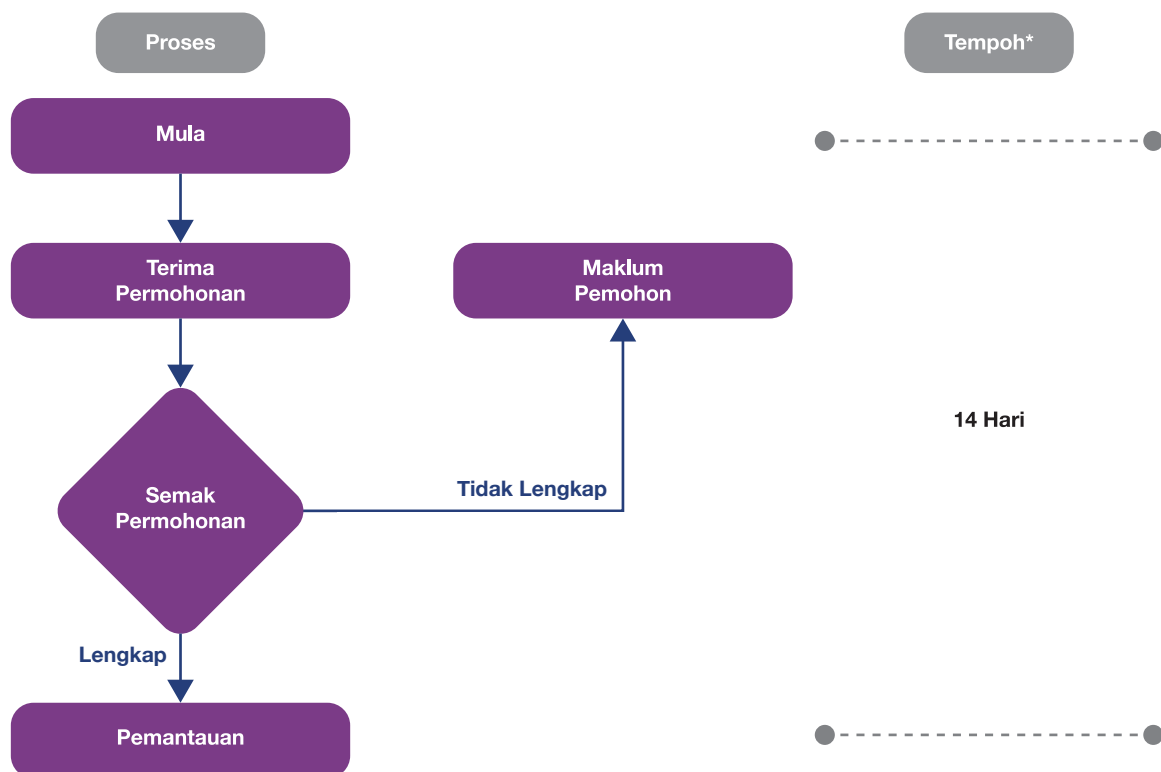 Proses
Tempoh*
Mula
Terima
Permohonan
Maklum
Pemohon
14 Hari
Tidak Lengkap
Semak
Permohonan
Lengkap
Pemantauan